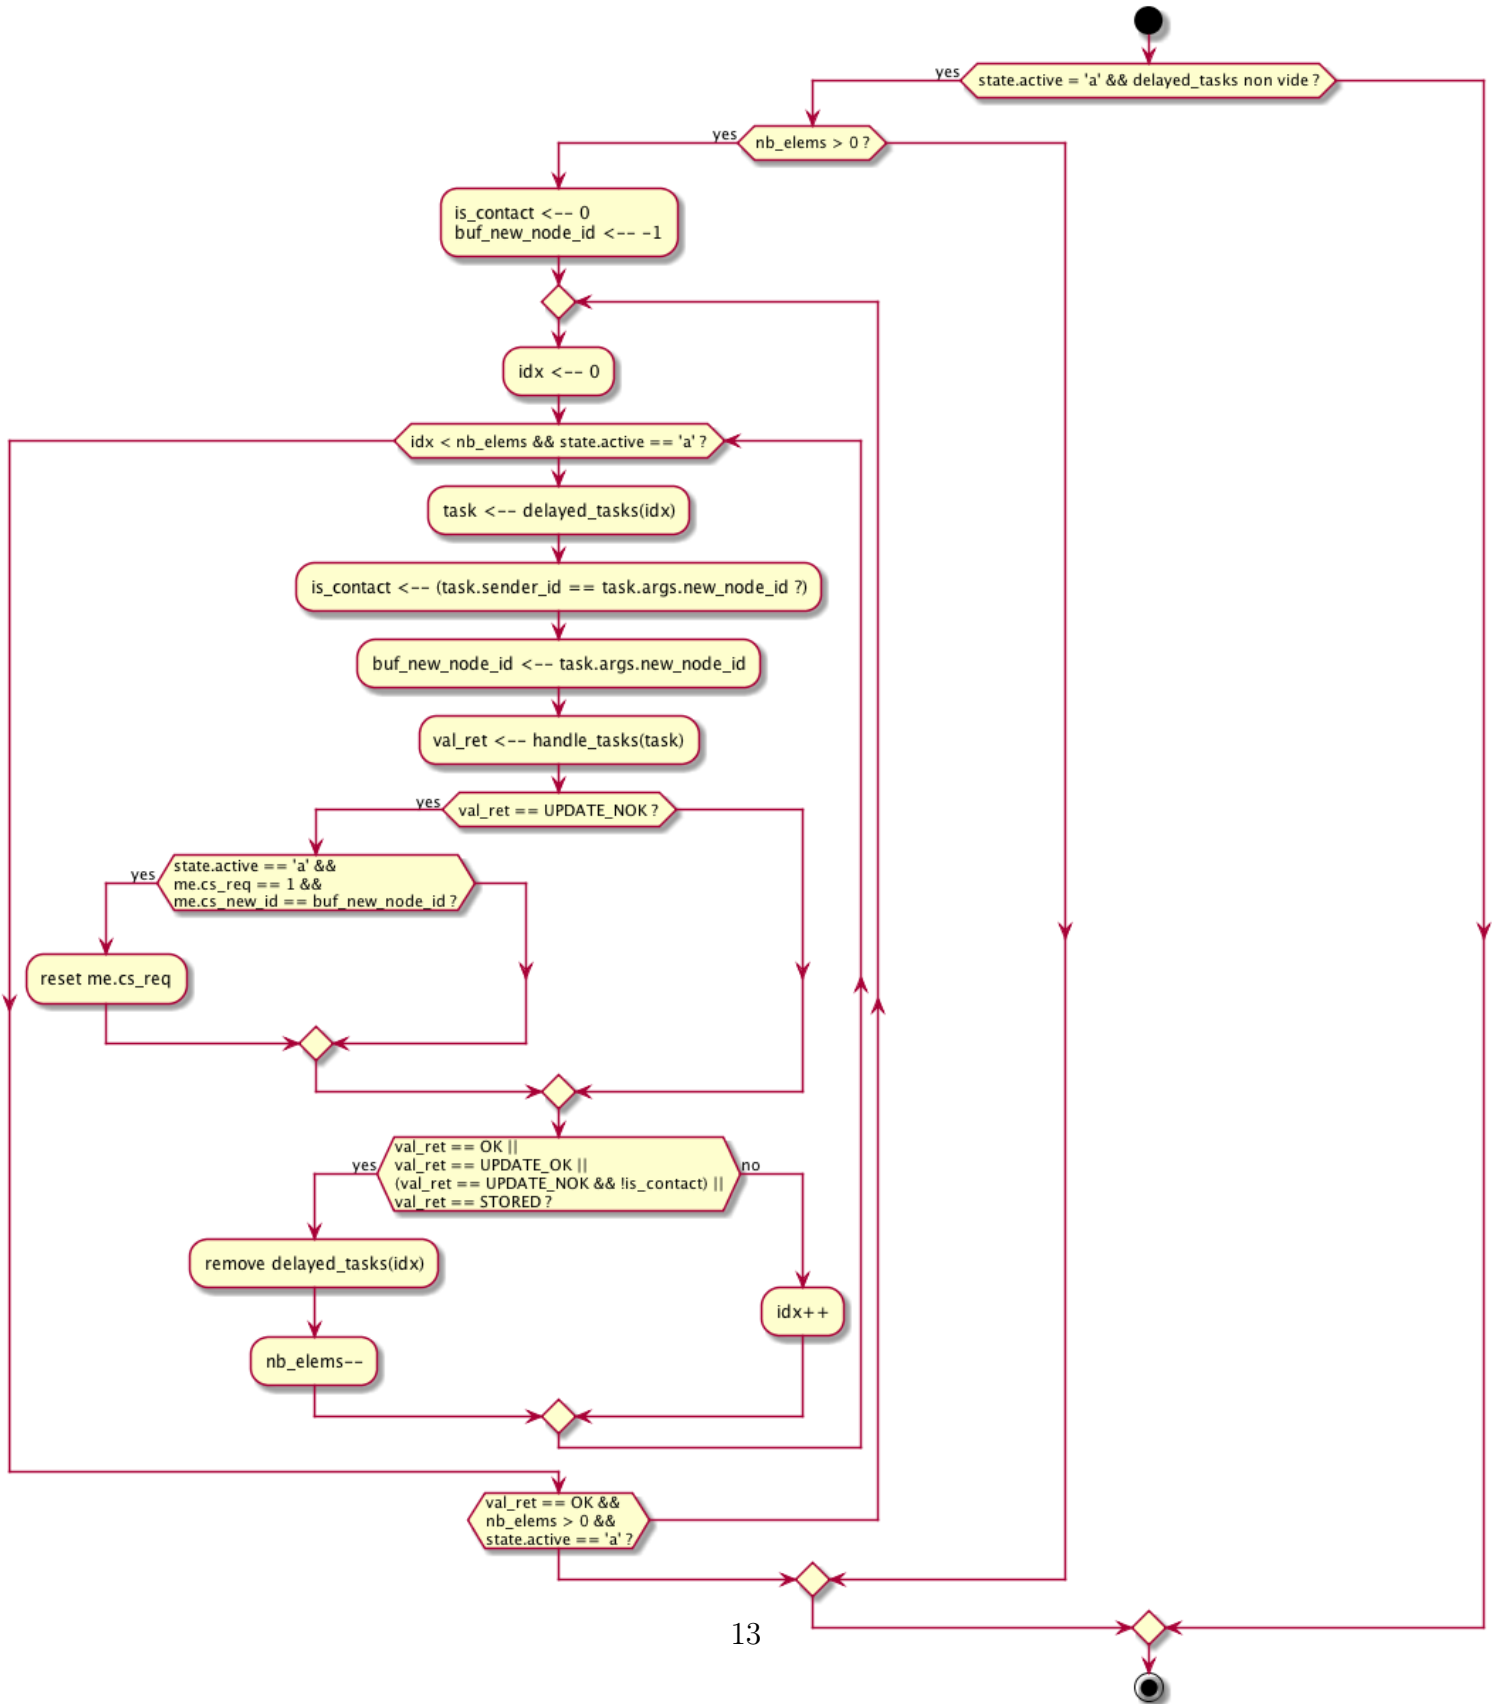 state.active = 'a' && delayed_tasks non vide ?
yes
nb_elems > 0 ?
yes
is_contact <-- 0
buf_new_node_id <-- -1
idx <-- 0
idx < nb_elems && state.active == 'a' ?
task <-- delayed_tasks(idx)
is_contact <-- (task.sender_id == task.args.new_node_id ?)
buf_new_node_id <-- task.args.new_node_id
val_ret <-- handle_tasks(task)
val_ret == UPDATE_NOK ?
yes
state.active == 'a' &&
me.cs_req == 1 &&
me.cs_new_id == buf_new_node_id ?
yes
reset me.cs_req
val_ret == OK ||
val_ret == UPDATE_OK ||
(val_ret == UPDATE_NOK && !is_contact) ||
val_ret == STORED ?
yes
no
remove delayed_tasks(idx)
idx++
nb_elems--
val_ret == OK &&
nb_elems > 0 &&
state.active == 'a' ?
13